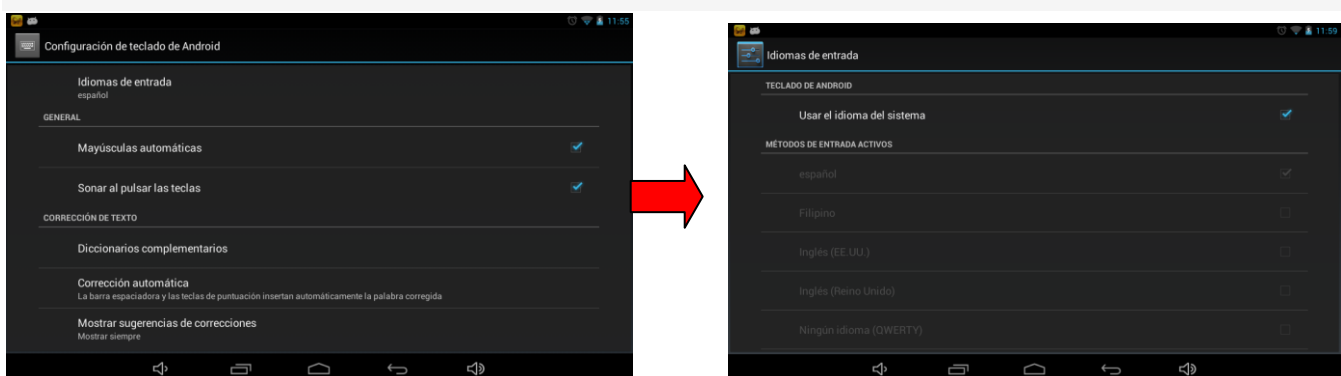 11:55
Configuración de teclado de Android
Idiomas de entrada
español
GENERAL
Mayúsculas automáticas
Sonar al pulsar las teclas
CORRECCIÓN DE TEXTO
Diccionarios complementarios
Corrección automática
La barra espaciadora y las teclas de puntuación insertan automáticamente la palabra corregida
Mostrar sugerencias de correcciones
Mostrar siempre
11:59
Idiomas de entrada
TECLADO DE ANDROID
Usar el idioma del sistema
MÉTODOS DE ENTRADA ACTIVOS
español
Filipino
Inglés (EE.UU.)
Inglés (Reino Unido)
Ningún idioma (QWERTY)